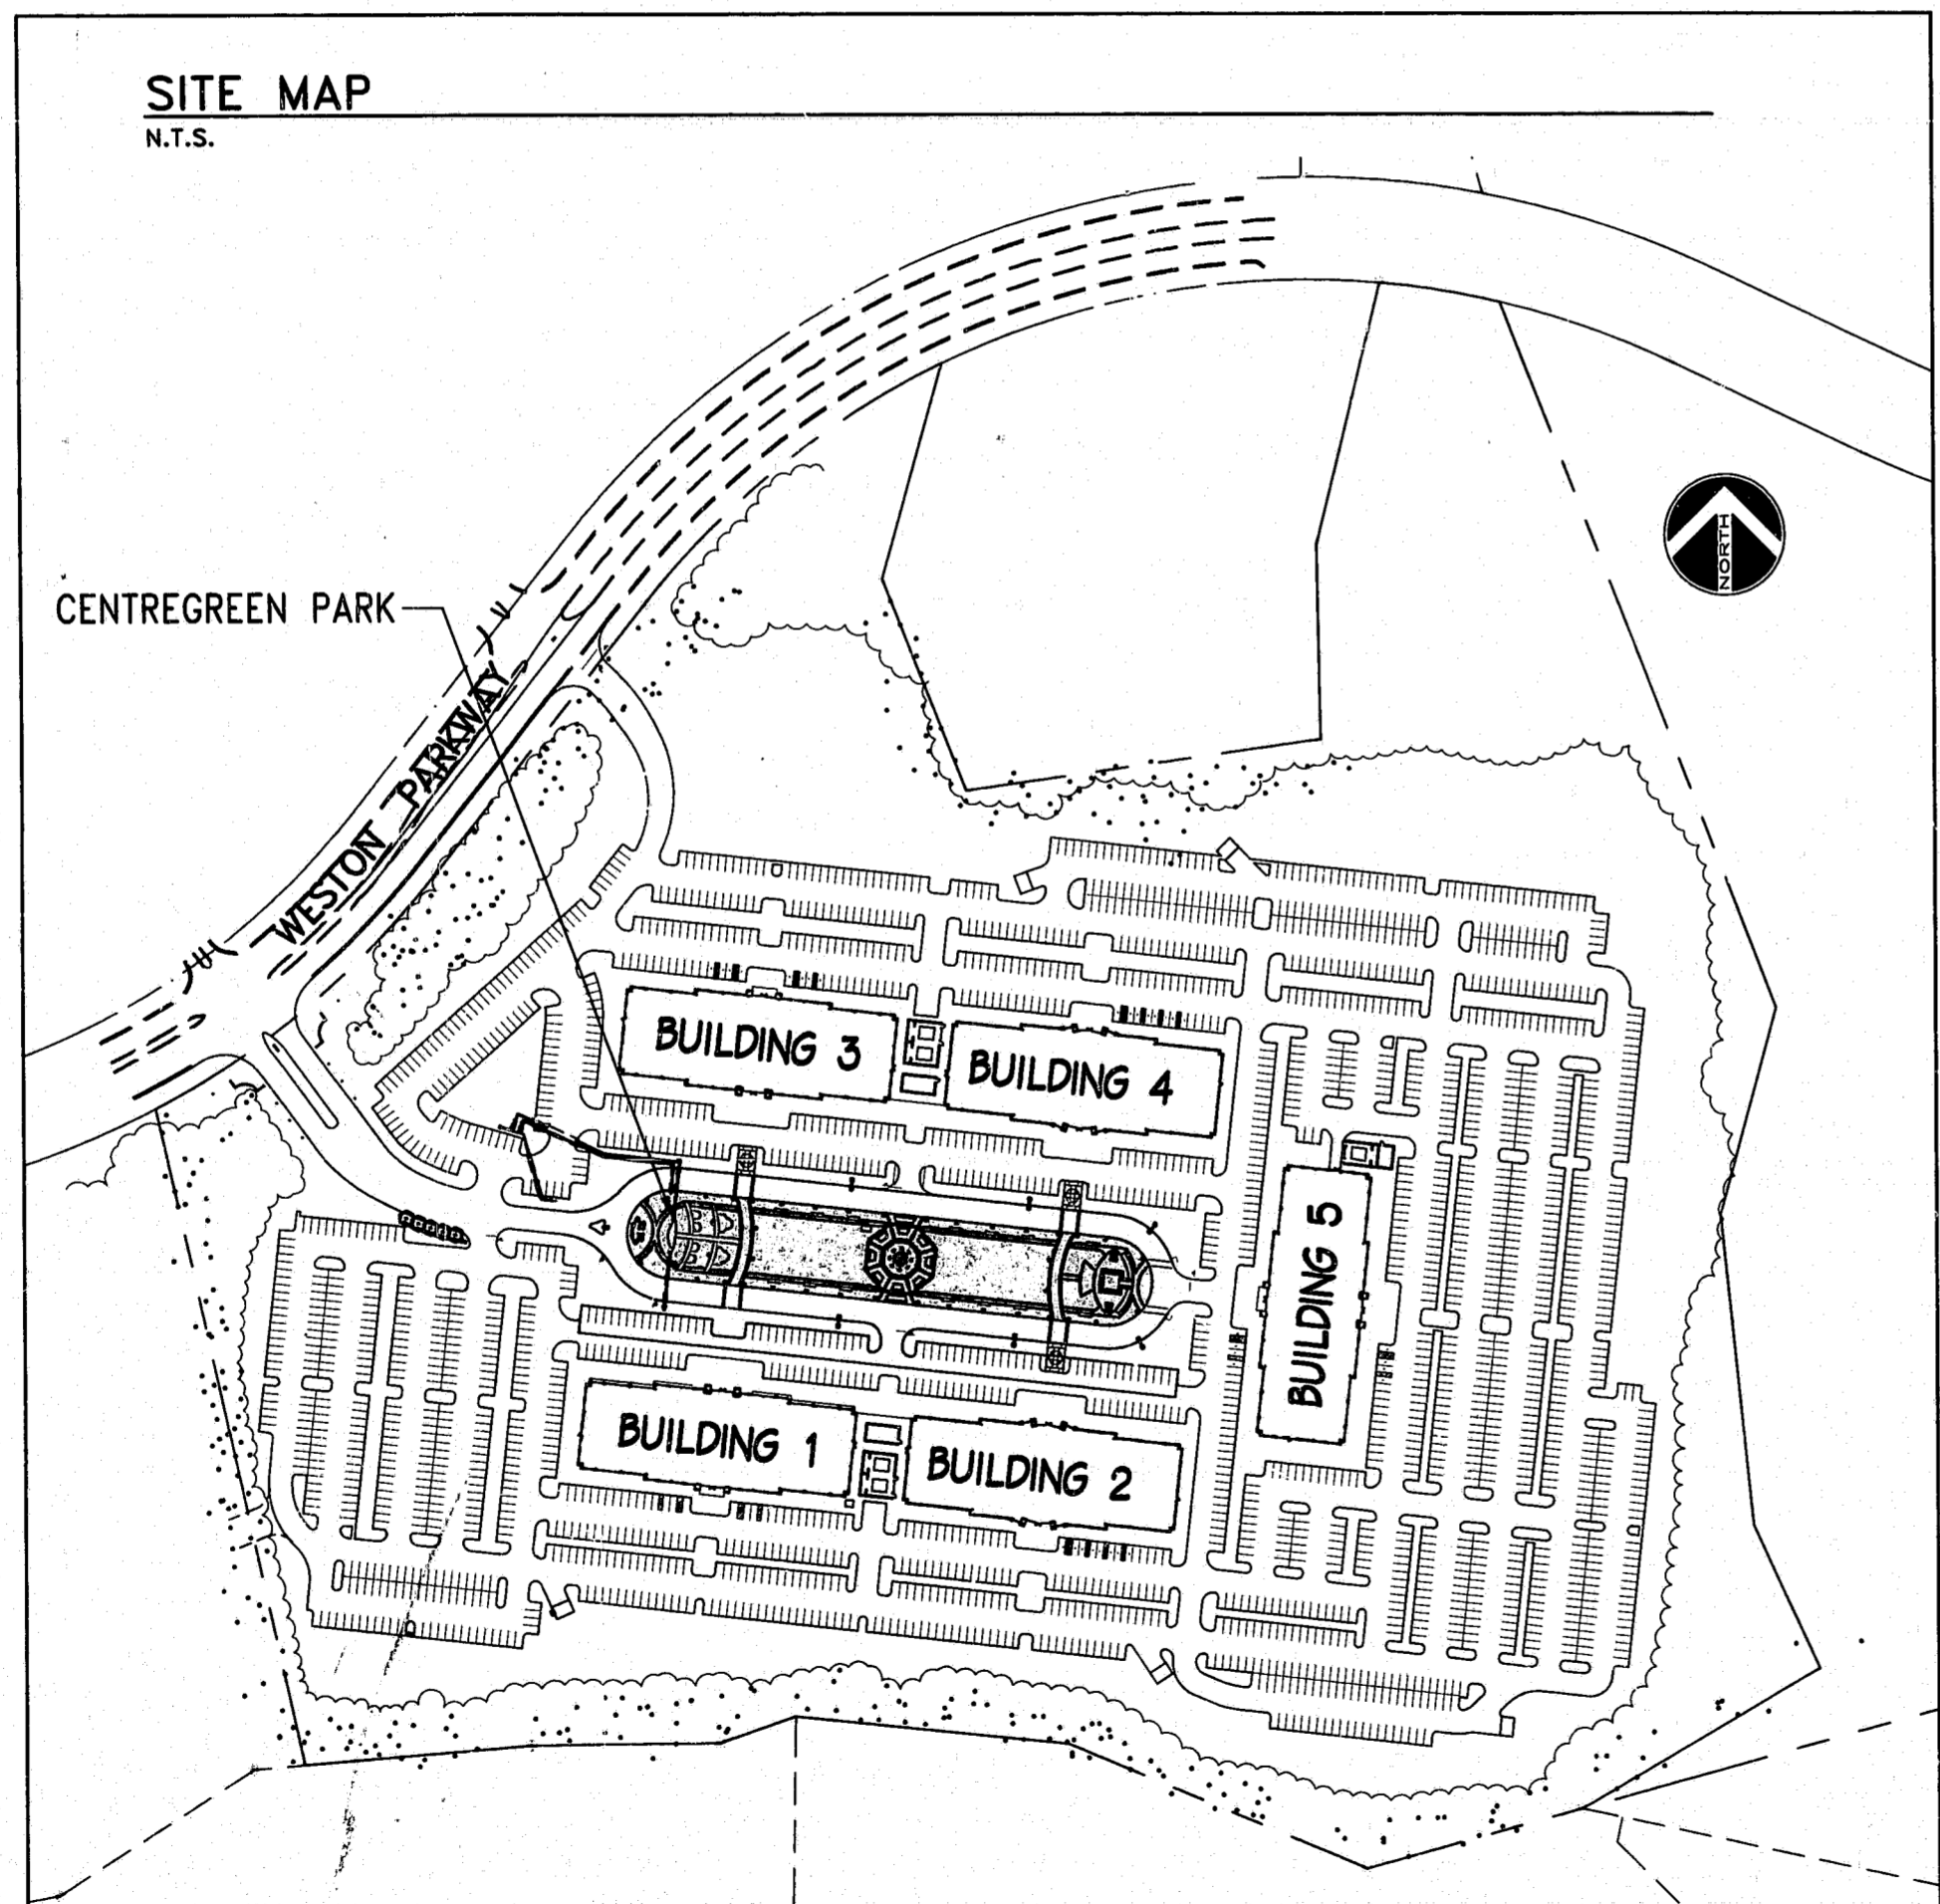 SITE MAP
N.T.S.
NORTH
CENTREGREEN PARK
WESTON PARKWAY
BUILDING 3
BUILDING 4
BUILDING 5
BUILDING 1
BUILDING 2